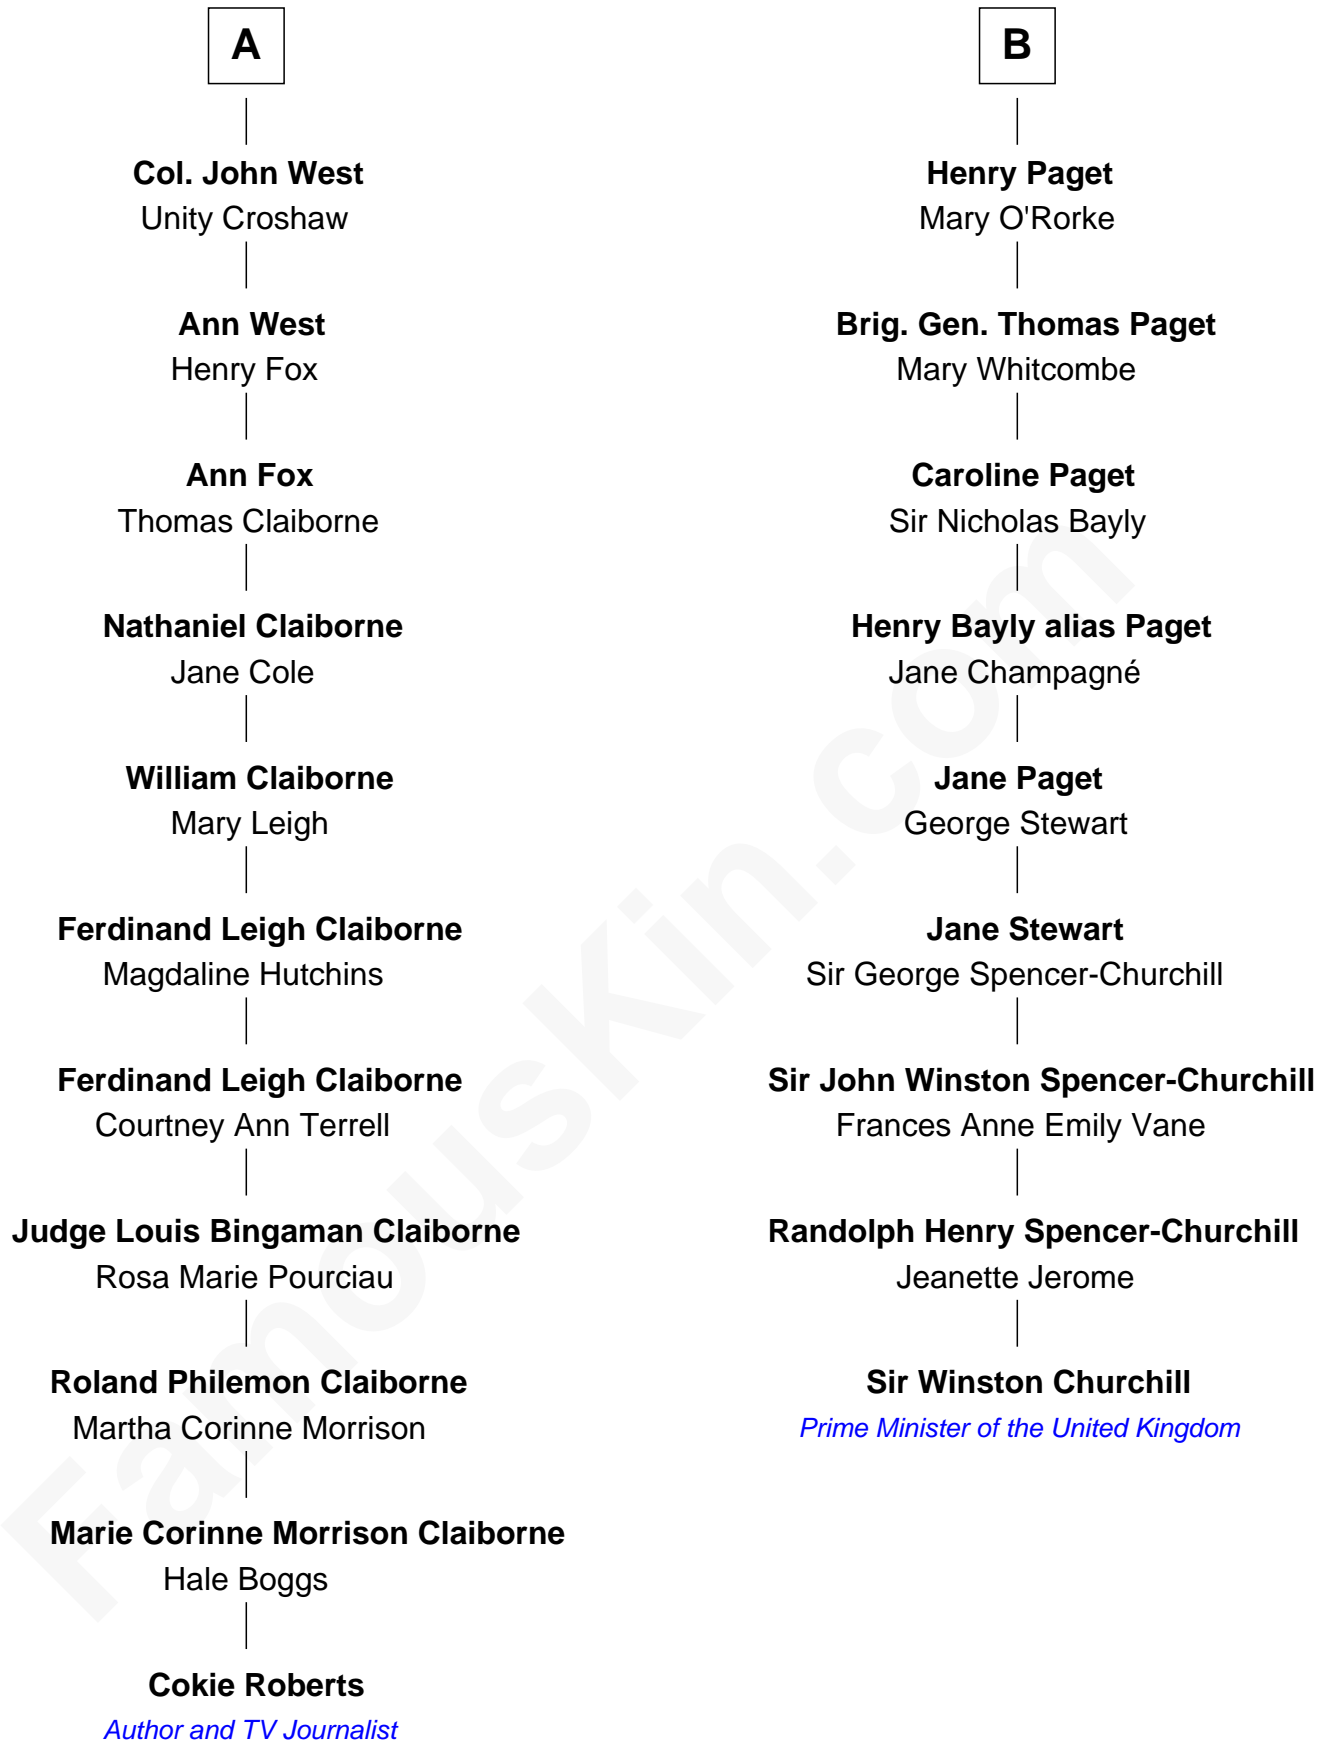 A
Col. John West
Unity Croshaw
Ann West
Henry Fox
Ann Fox
Thomas Claiborne
Nathaniel Claiborne
Jane Cole
William Claiborne
Mary Leigh
Ferdinand Leigh Claiborne
Magdaline Hutchins
Ferdinand Leigh Claiborne
Courtney Ann Terrell
Judge Louis Bingaman Claiborne
Rosa Marie Pourciau
Roland Philemon Claiborne
Martha Corinne Morrison
Marie Corinne Morrison Claiborne
Hale Boggs
Cokie Roberts
Author and TV Journalist
B
Henry Paget
Mary O'Rorke
Brig. Gen. Thomas Paget
Mary Whitcombe
Caroline Paget
Sir Nicholas Bayly
Henry Bayly alias Paget
Jane Champagné
Jane Paget
George Stewart
Jane Stewart
Sir George Spencer-Churchill
Sir John Winston Spencer-Churchill
Frances Anne Emily Vane
Randolph Henry Spencer-Churchill
Jeanette Jerome
Sir Winston Churchill
Prime Minister of the United Kingdom
FamousKin.com